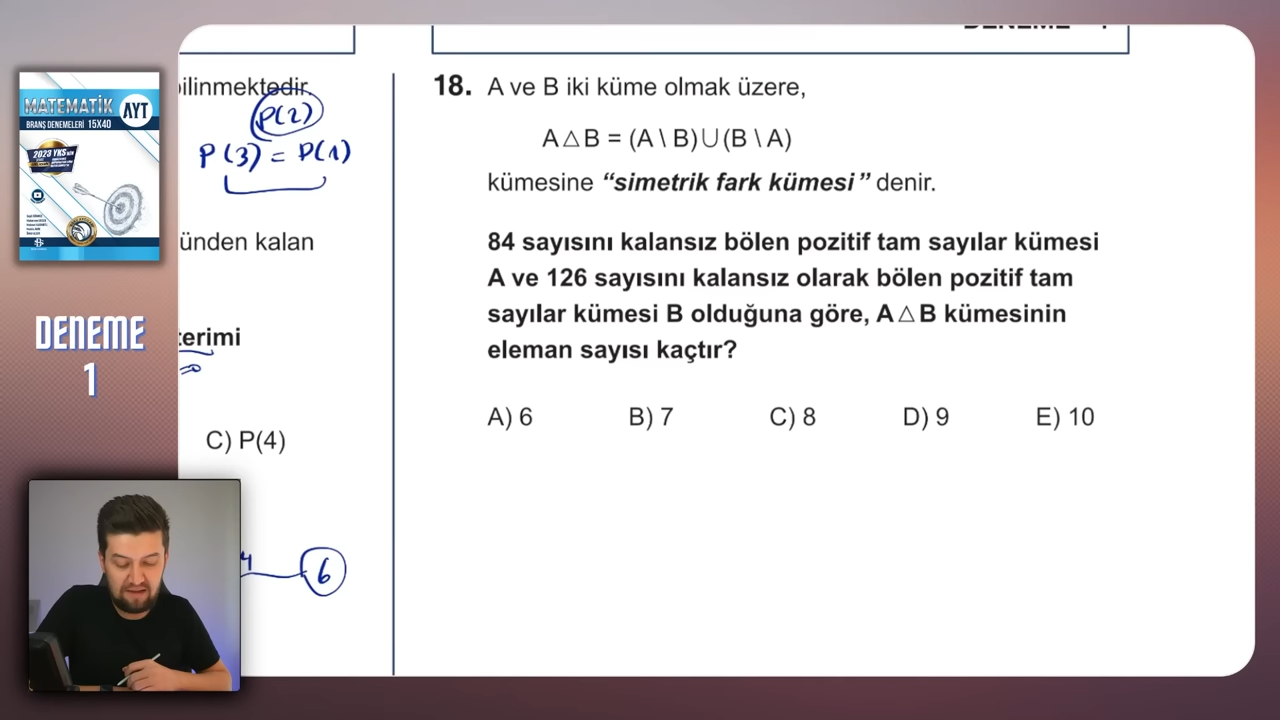 MATEMATİK AYT
BRANŞ DENEMELERİ 15X40
DENEME
1
bilinmektedir.
P(2)
P(3) = P(1)
ünden kalan
terimi
C) P(4)
4
6
18. A ve B iki küme olmak üzere,
A△B = (A \ B)∪(B \ A)
kümesine “simetrik fark kümesi” denir.
84 sayısını kalansız bölen pozitif tam sayılar kümesi
A ve 126 sayısını kalansız olarak bölen pozitif tam
sayılar kümesi B olduğuna göre, A△B kümesinin
eleman sayısı kaçtır?
A) 6 B) 7 C) 8 D) 9 E) 10